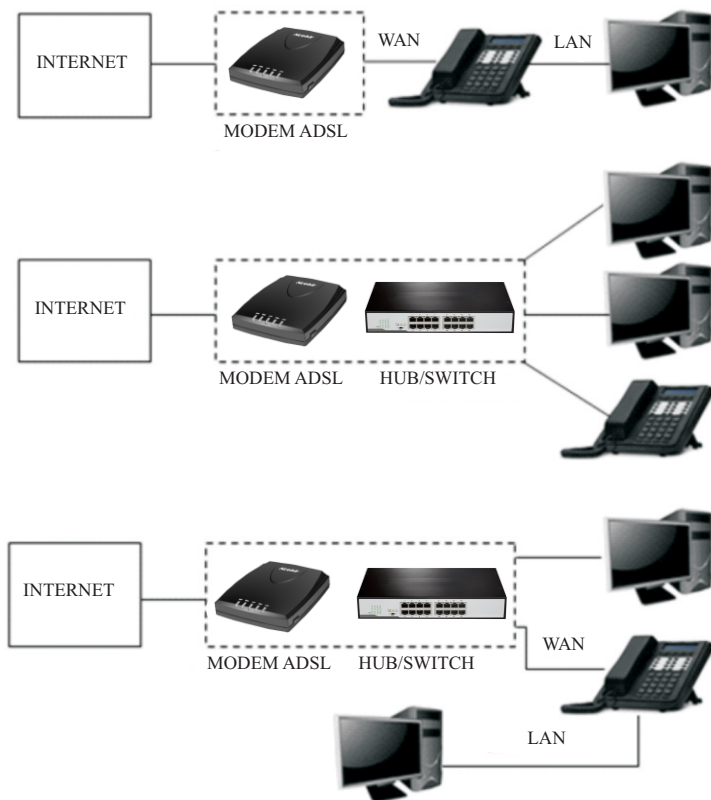 INTERNET
WAN
LAN
MODEM ADSL
INTERNET
MODEM ADSL
HUB/SWITCH
INTERNET
WAN
MODEM ADSL
HUB/SWITCH
LAN